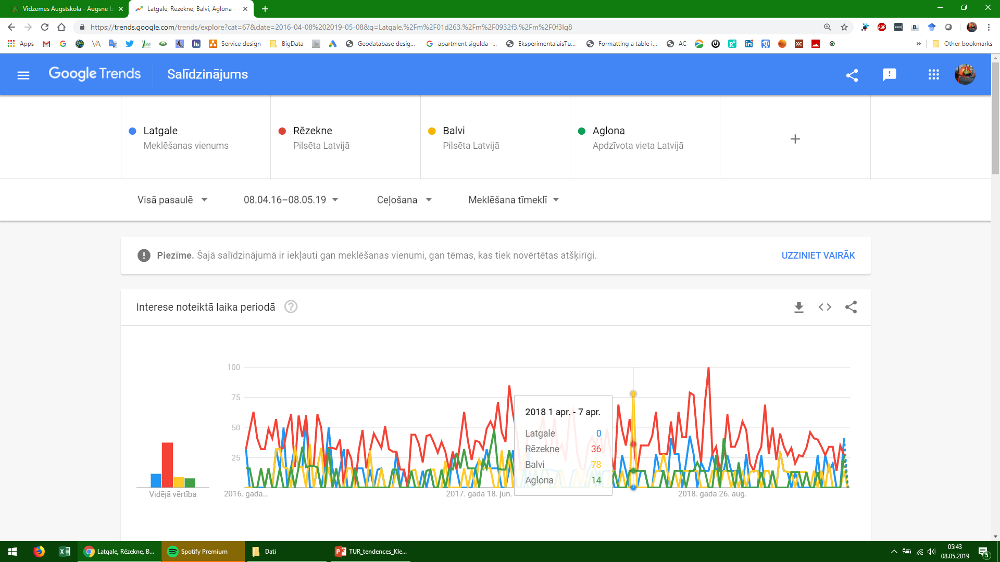 Vidzemes Augstskola - Augsne Iz
Latgale, Rēzekne, Balvi, Aglona -
https://trends.google.com/trends/explore?cat=67&date=2016-04-08%202019-05-08&q=Latgale,%2Fm%2F01d263,%2Fm%2F0932f3,%2Fm%2F0f3lg8
Apps Service design BigData Geodatabase desig... apartment sigulda -... EksperimentalaisTu... Formatting a table i... AC » Other bookmarks
Google Trends Salīdzinājums
Latgale
Meklēšanas vienums
Rēzekne
Pilsēta Latvijā
Balvi
Pilsēta Latvijā
Aglona
Apdzīvota vieta Latvijā
+
Visā pasaulē 08.04.16–08.05.19 Ceļošana Meklēšana tīmeklī
Piezīme. Šajā salīdzinājumā ir iekļauti gan meklēšanas vienumi, gan tēmas, kas tiek novērtētas atšķirīgi. UZZINIET VAIRĀK
Interese noteiktā laika periodā ?
100
75
50
25
2018 1 apr. - 7 apr.
Latgale 0
Rēzekne 36
Balvi 78
Aglona 14
Vidējā vērtība
2016. gada...
2017. gada 18. jūn.
2018. gada 26. aug.
Latgale, Rēzekne, B... Spotify Premium Dati TUR_tendences_Kle...
05:43
08.05.2019
5